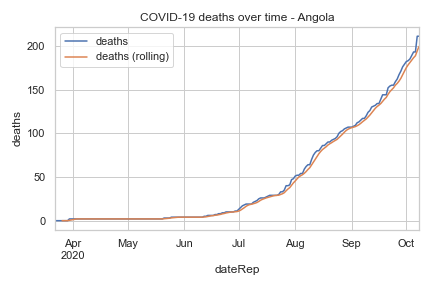 COVID-19 deaths over time - Angola
deaths
deaths (rolling)
deaths
200
150
100
50
0
Apr May Jun Jul Aug Sep Oct
2020
dateRep